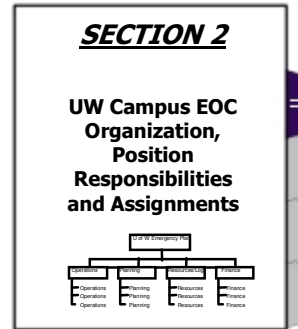 SECTION 2
UW Campus EOC
Organization,
Position
Responsibilities
and Assignments
U of W Emergency Plan
Operations Planning Resources/Log Finance
Operations Planning Resources Finance
Operations Planning Resources Finance
Operations Planning Resources Finance